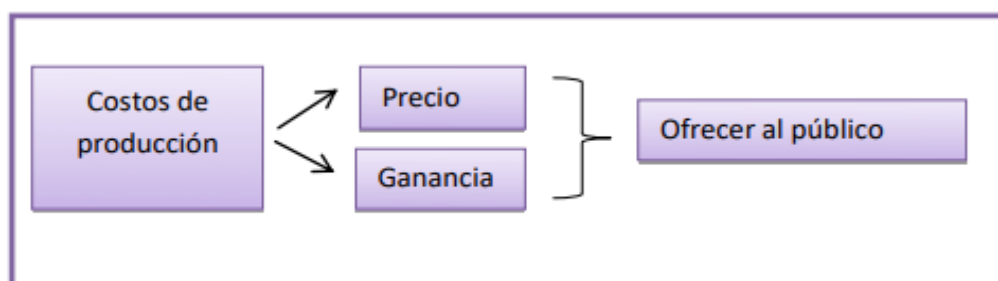 Costos de
producción
Precio
Ganancia
Ofrecer al público